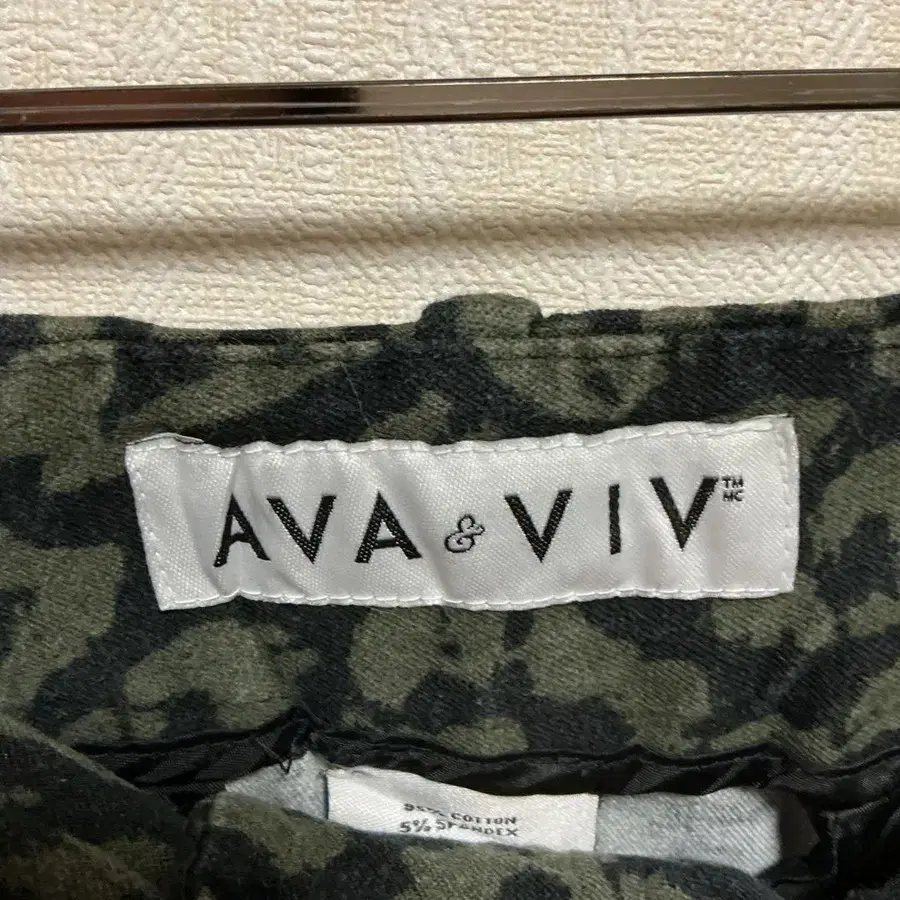 AVA & VIV TM MC
95% COTTON
5% SPANDEX